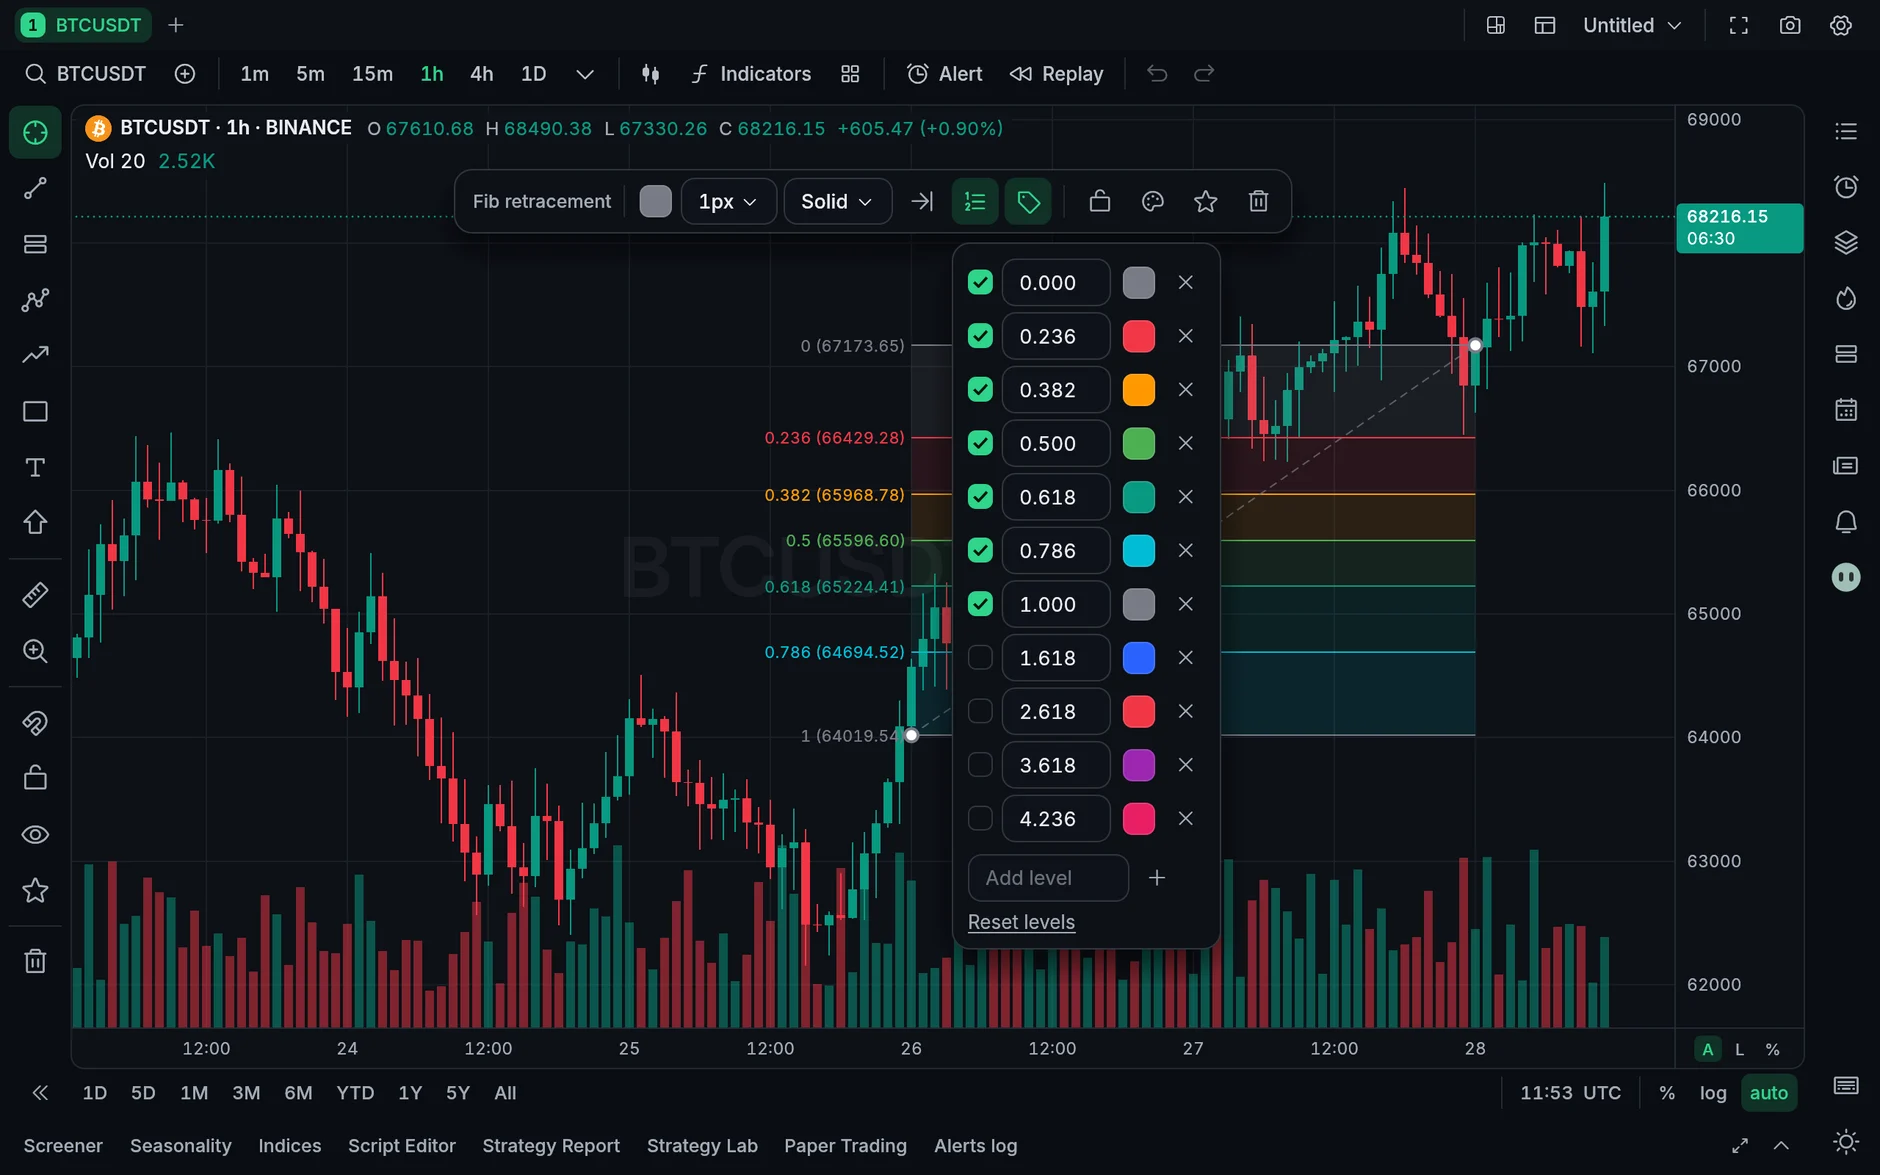 1 BTCUSDT
Untitled
BTCUSDT 1m 5m 15m 1h 4h 1D Indicators Alert Replay
BTCUSDT · 1h · BINANCE O 67610.68 H 68490.38 L 67330.26 C 68216.15 +605.47 (+0.90%)
Vol 20 2.52K
Fib retracement 1px Solid
0.000
0.236
0.382
0.500
0.618
0.786
1.000
1.618
2.618
3.618
4.236
Add level
Reset levels
0 (67173.65)
0.236 (66429.28)
0.382 (65968.78)
0.5 (65596.60)
0.618 (65224.41)
0.786 (64694.52)
1 (64019.54
BTCUSD
69000
68216.15
06:30
67000
66000
65000
64000
63000
62000
12:00 24 12:00 25 12:00 26 12:00 27 12:00 28
A L %
1D 5D 1M 3M 6M YTD 1Y 5Y All
11:53 UTC % log auto
Screener Seasonality Indices Script Editor Strategy Report Strategy Lab Paper Trading Alerts log